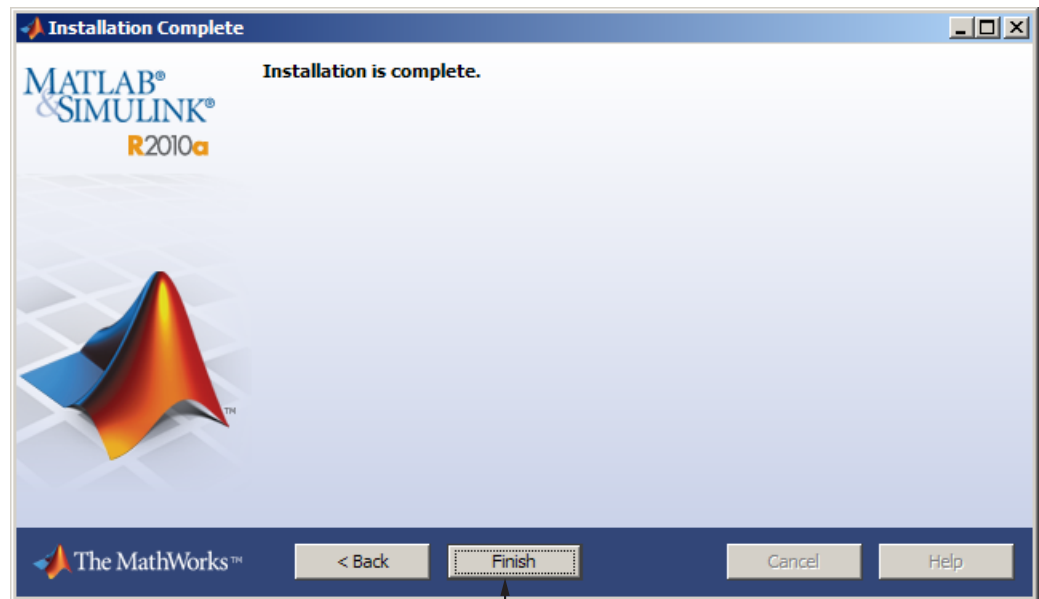 Installation Complete
MATLAB®
&SIMULINK®
R2010a
Installation is complete.
TM
The MathWorks™
< Back
Finish
Cancel
Help